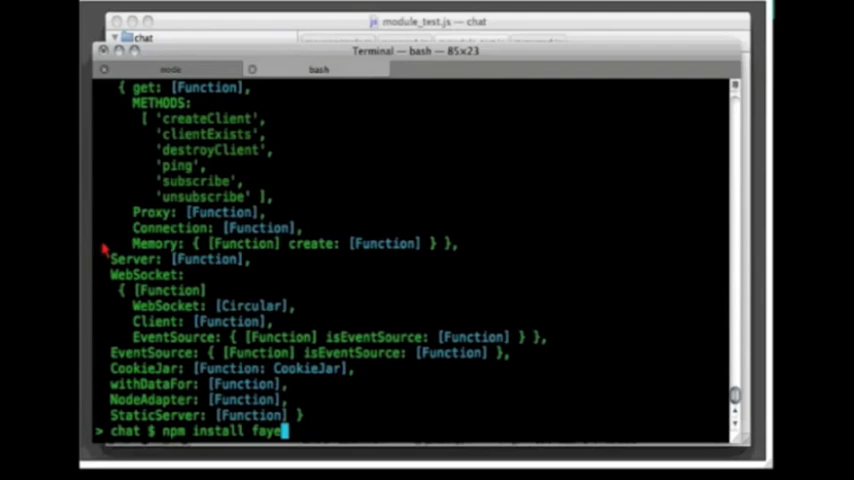 module_test.js — chat
chat
Terminal — bash — 85×23
node
bash
{ get: [Function],
METHODS:
[ 'createClient',
'clientExists',
'destroyClient',
'ping',
'subscribe',
'unsubscribe' ],
Proxy: [Function],
Connection: [Function],
Memory: { [Function] create: [Function] } },
Server: [Function],
WebSocket:
{ [Function]
WebSocket: [Circular],
Client: [Function],
EventSource: { [Function] isEventSource: [Function] } },
EventSource: { [Function] isEventSource: [Function] },
CookieJar: [Function: CookieJar],
withDataFor: [Function],
NodeAdapter: [Function],
StaticServer: [Function] }
> chat $ npm install faye